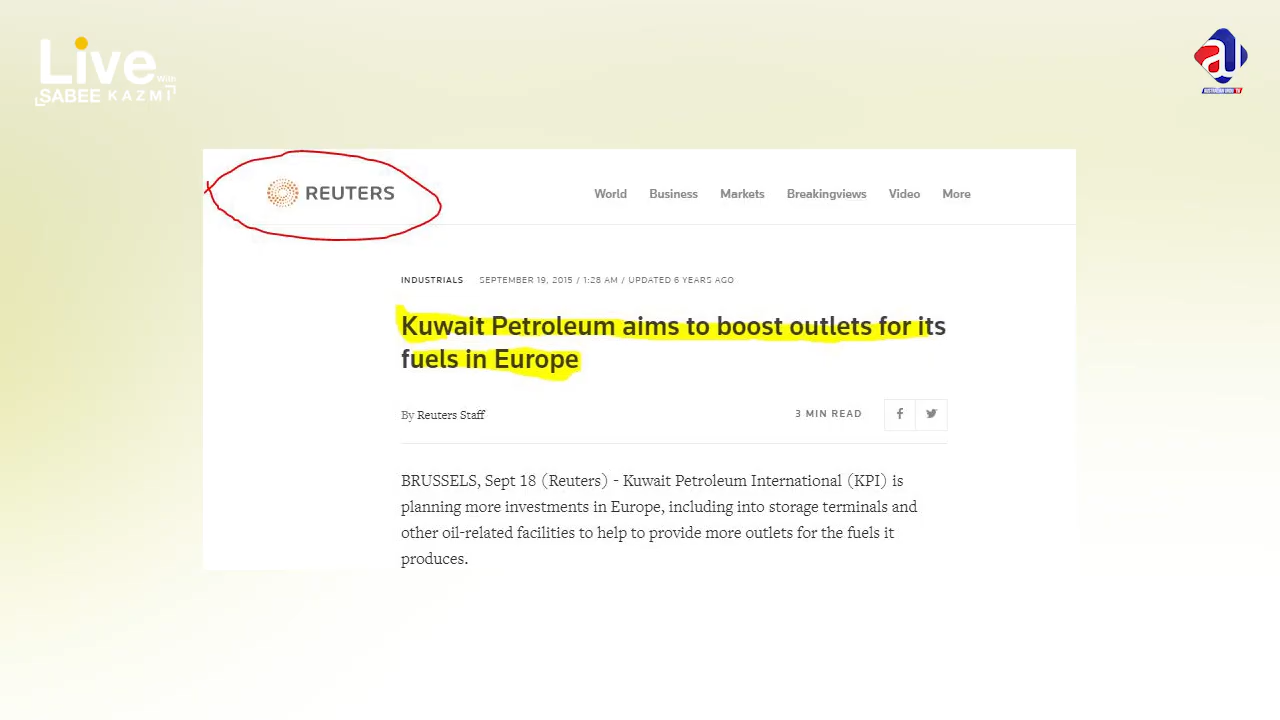 Live
With
SABEE KAZMI
AUSTRALIAN URDU TV
REUTERS
World Business Markets Breakingviews Video More
INDUSTRIALS SEPTEMBER 19, 2015 / 1:28 AM / UPDATED 6 YEARS AGO
Kuwait Petroleum aims to boost outlets for its
fuels in Europe
By Reuters Staff
3 MIN READ
BRUSSELS, Sept 18 (Reuters) - Kuwait Petroleum International (KPI) is
planning more investments in Europe, including into storage terminals and
other oil-related facilities to help to provide more outlets for the fuels it
produces.